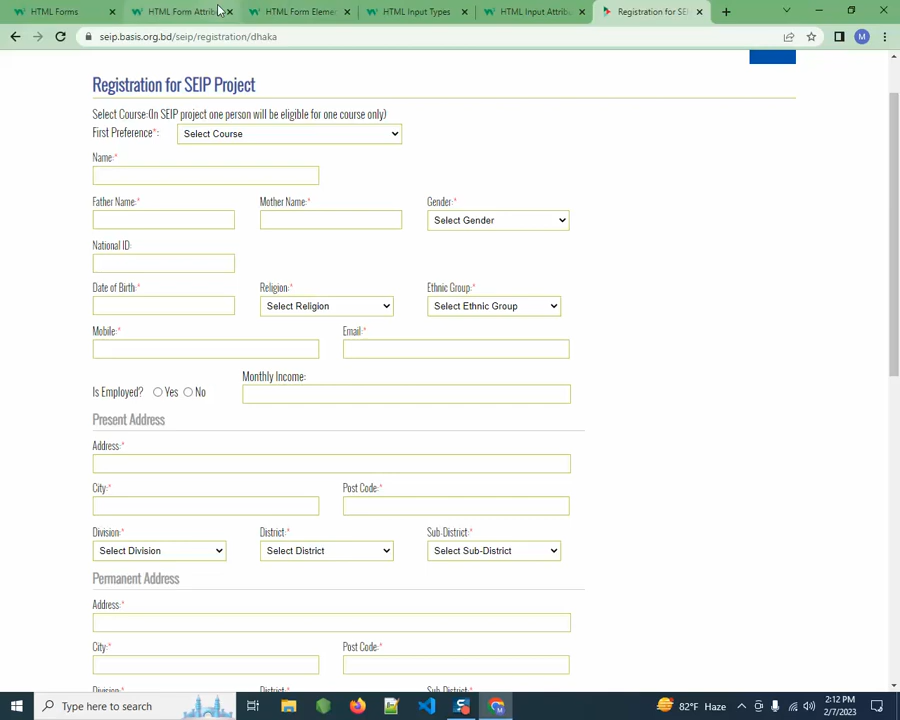 HTML Forms
HTML Form Attrib
HTML Form Elemen
HTML Input Types
HTML Input Attrib
Registration for SEIP
seip.basis.org.bd/seip/registration/dhaka
M
Registration for SEIP Project
Select Course:(In SEIP project one person will be eligible for one course only)
First Preference*: Select Course
Name:*
Father Name:* Mother Name:* Gender:*
Select Gender
National ID:
Date of Birth:* Religion:* Ethnic Group:*
Select Religion Select Ethnic Group
Mobile:* Email:*
Monthly Income:
Is Employed? Yes No
Present Address
Address:*
City:* Post Code:*
Division:* District:* Sub-District:*
Select Division Select District Select Sub-District
Permanent Address
Address:*
City:* Post Code:*
Type here to search
82°F Haze
2:12 PM
2/7/2023